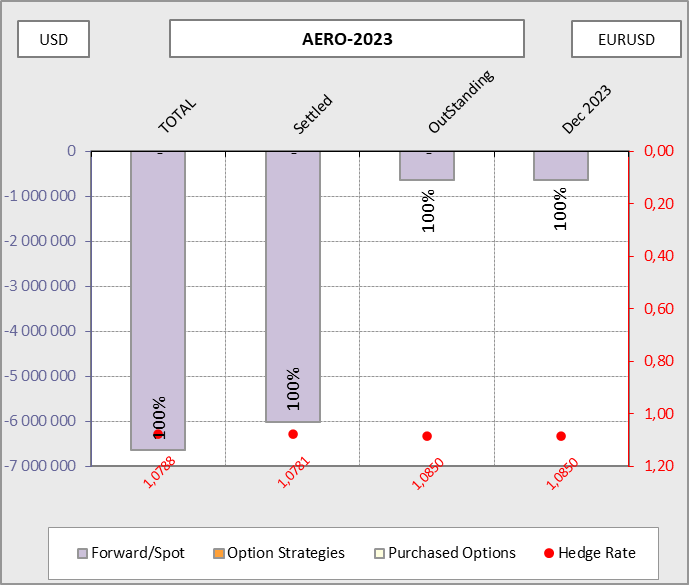 USD
AERO-2023
EURUSD
TOTAL
Settled
OutStanding
Dec 2023
0
-1 000 000
-2 000 000
-3 000 000
-4 000 000
-5 000 000
-6 000 000
-7 000 000
0,00
0,20
0,40
0,60
0,80
1,00
1,20
100%
100%
100%
100%
1,0788
1,0781
1,0850
1,0850
Forward/Spot
Option Strategies
Purchased Options
Hedge Rate